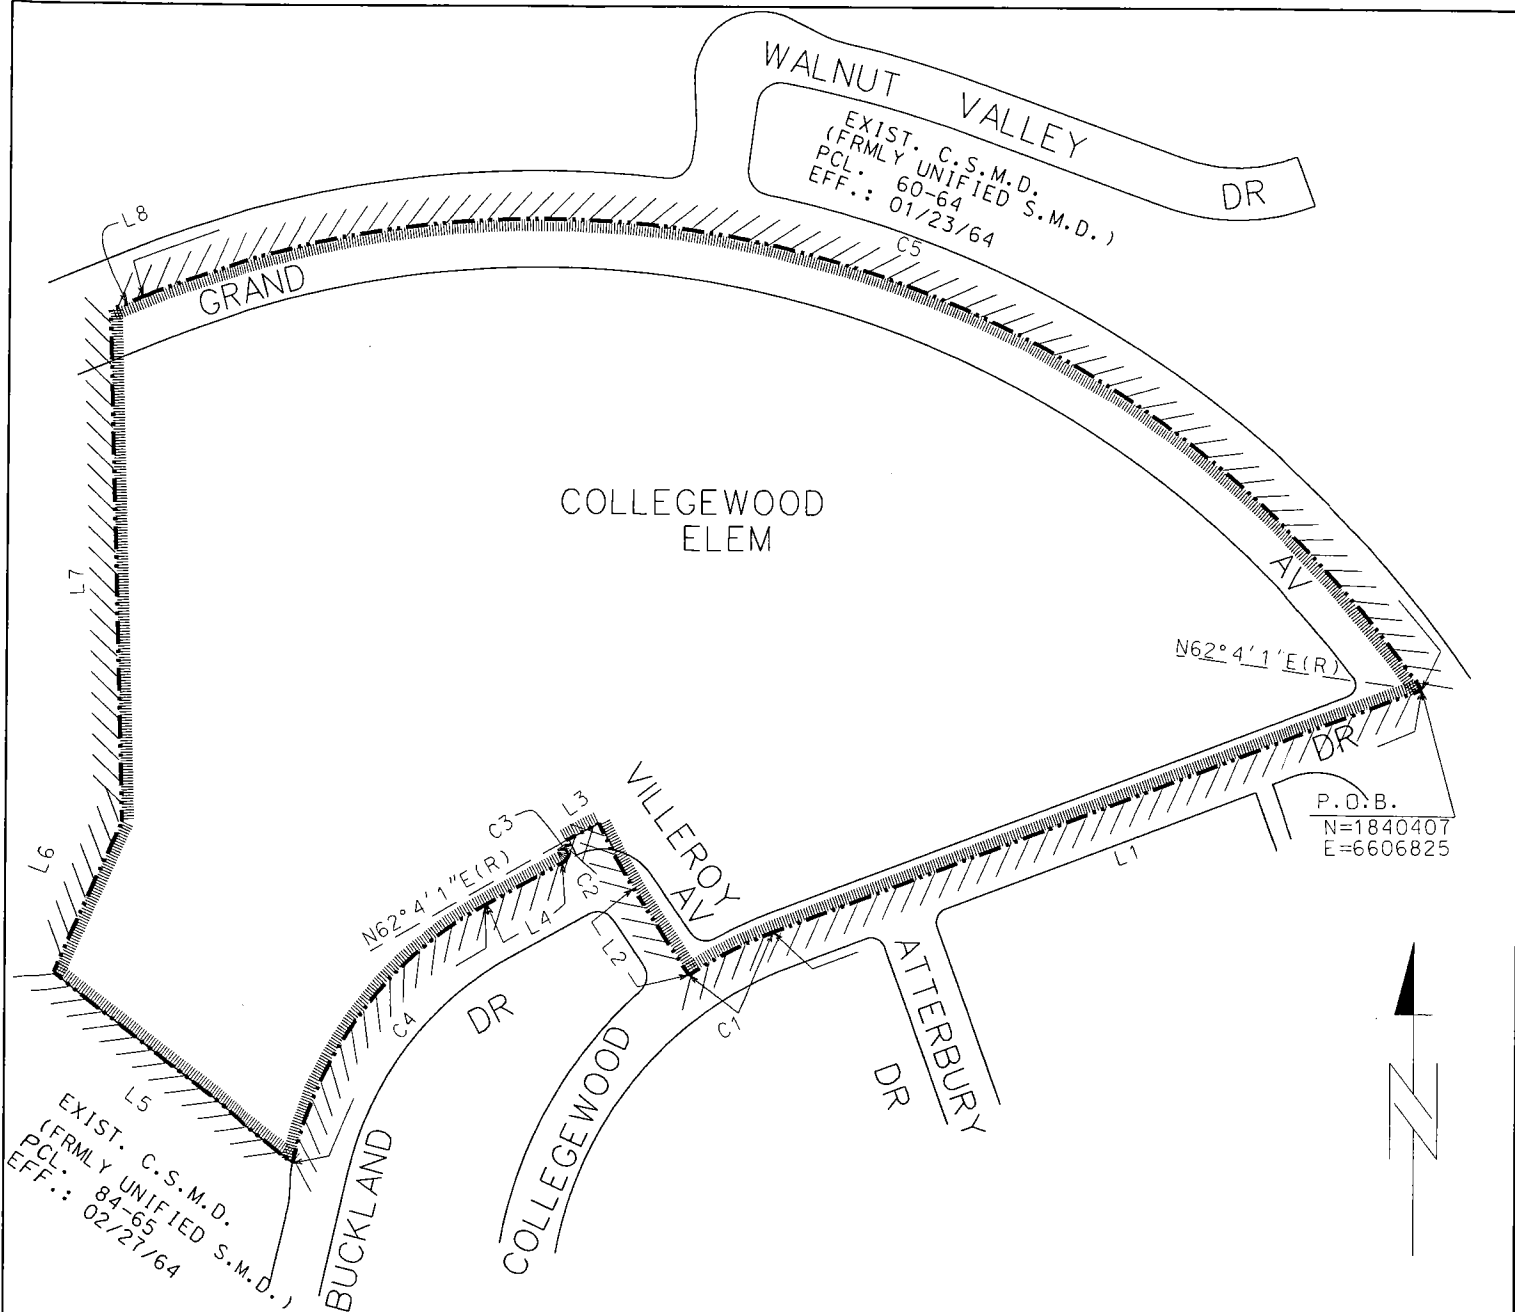 WALNUT VALLEY DR
EXIST. C.S.M.D.
(FRMLY UNIFIED S.M.D.)
PCL. 60-64
EFF.: 01/23/64
L8
C5
GRAND AV
COLLEGEWOOD
ELEM
L7
N62°4'1"E(R)
DR
P.O.B.
N=1840407
E=6606825
L1
VILLEROY
AV
L3
C3
C2
L6
N62°4'1"E(R)
L4
L2
C1
C4
DR
ATTERBURY
DR
COLLEGEWOOD
BUCKLAND
L5
EXIST. C.S.M.D.
(FRMLY UNIFIED S.M.D.)
PCL. 84-65
EFF.: 02/27/64
N